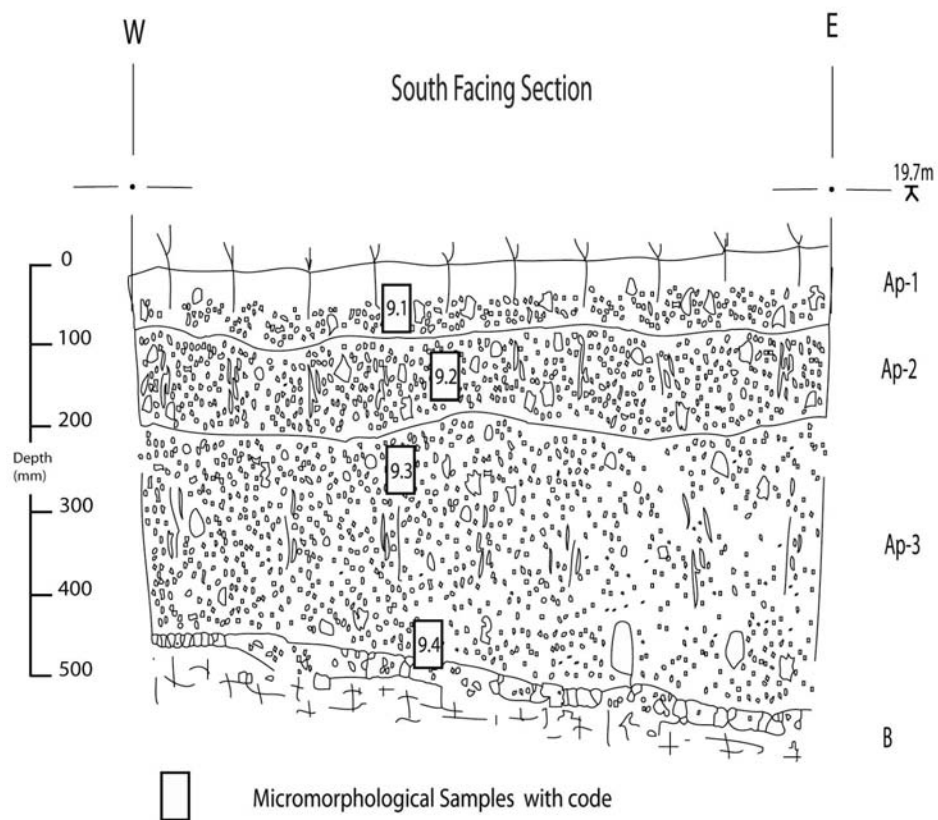 W
E
South Facing Section
19.7m
0
Ap-1
9.1
100
9.2
Ap-2
200
Depth
(mm)
9.3
300
Ap-3
400
9.4
500
B
Micromorphological Samples with code